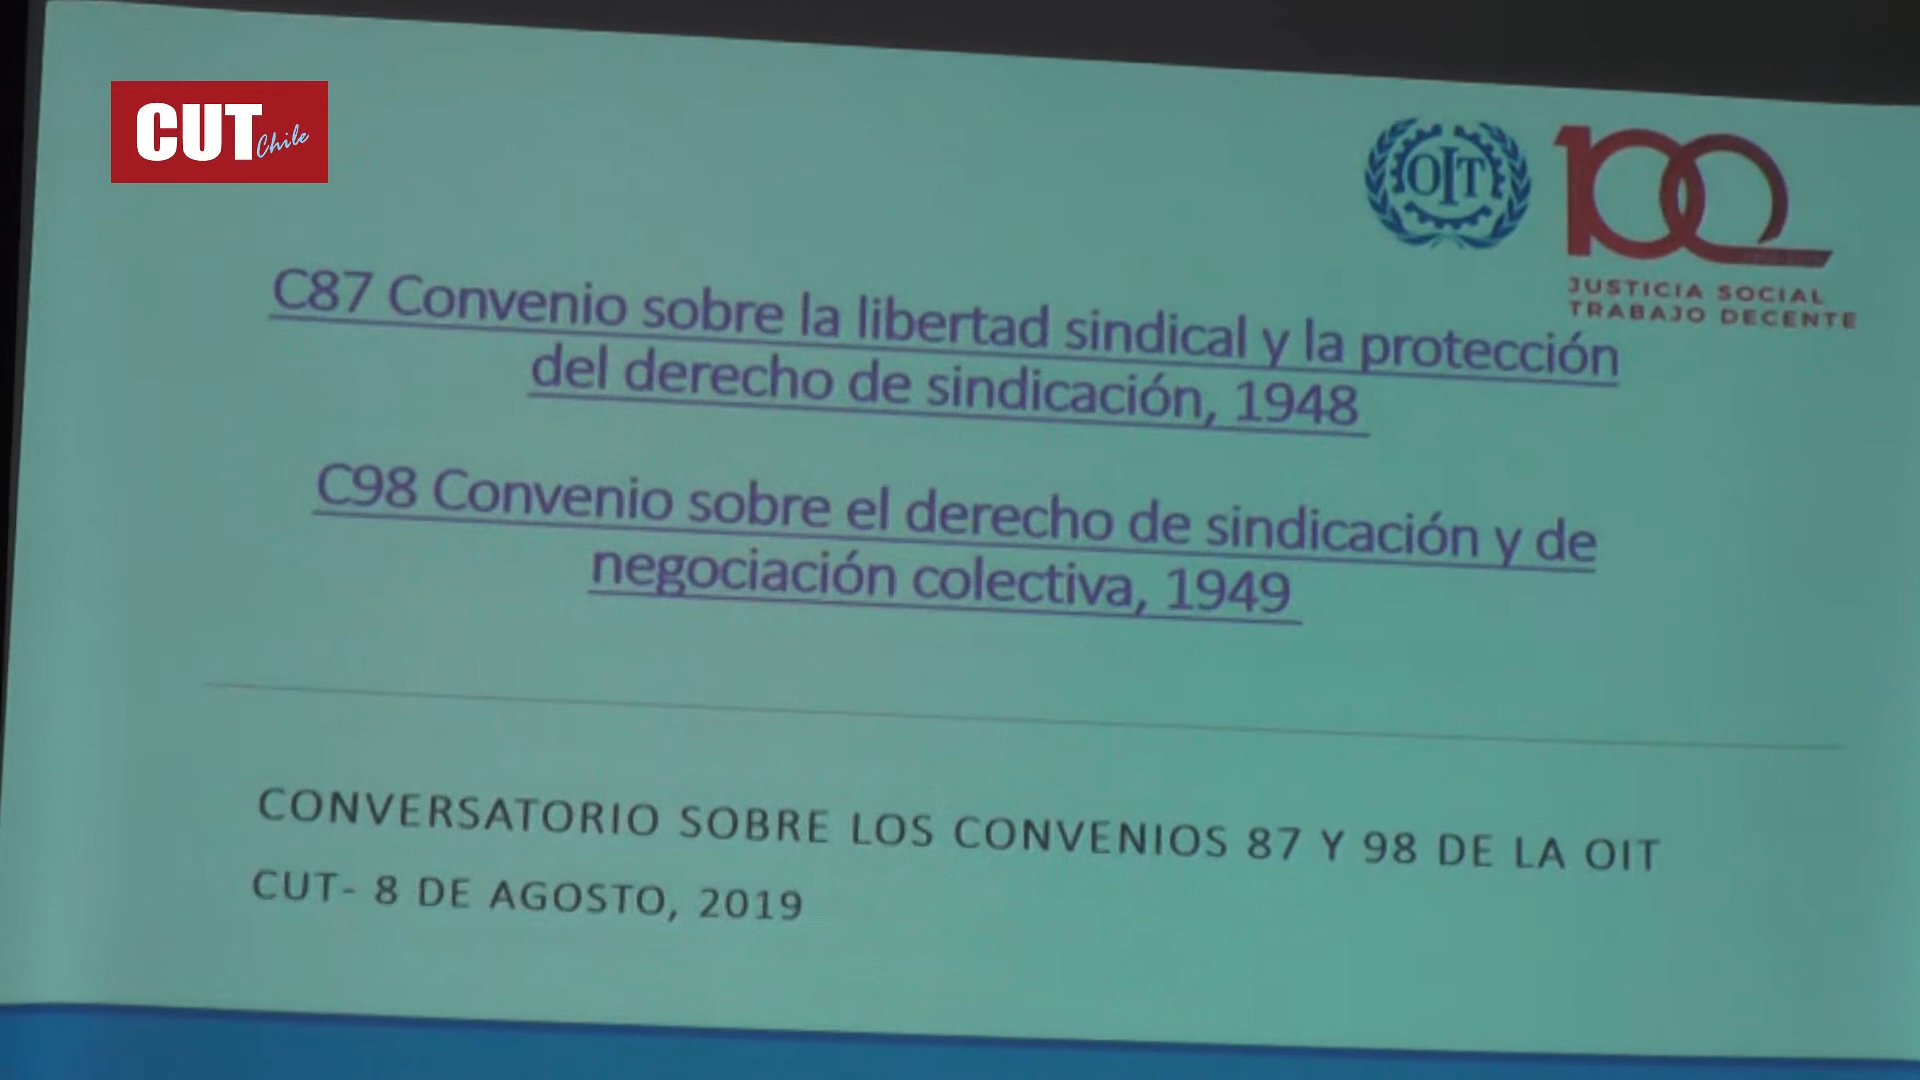 CUT Chile
OIT
100
JUSTICIA SOCIAL
TRABAJO DECENTE
C87 Convenio sobre la libertad sindical y la protección
del derecho de sindicación, 1948
C98 Convenio sobre el derecho de sindicación y de
negociación colectiva, 1949
CONVERSATORIO SOBRE LOS CONVENIOS 87 Y 98 DE LA OIT
CUT- 8 DE AGOSTO, 2019